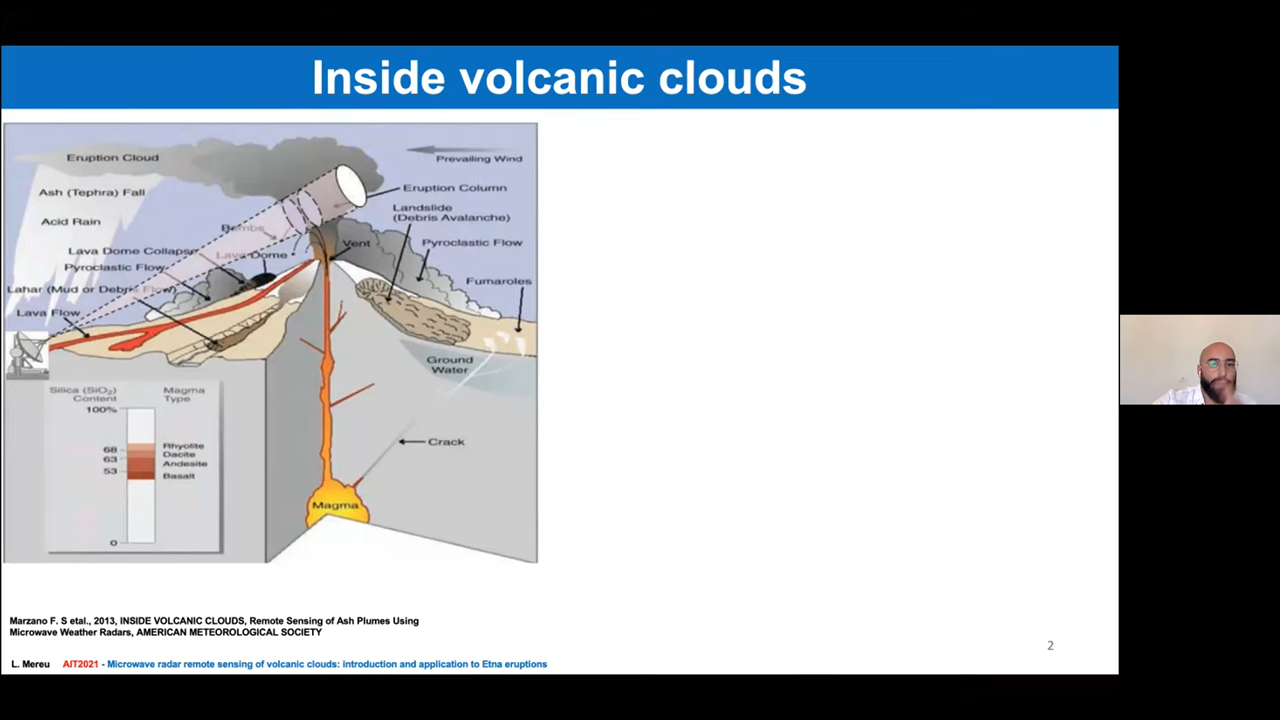 Inside volcanic clouds
Eruption Cloud
Prevailing Wind
Ash (Tephra) Fall
Eruption Column
Landslide
(Debris Avalanche)
Acid Rain
Bombs
Vent
Pyroclastic Flow
Lava Dome Collapse
Lava Dome
Pyroclastic Flow
Fumaroles
Lahar (Mud or Debris Flow)
Lava Flow
Ground
Water
Silica (SiO2)
Content
Magma
Type
100%
68
63
53
0
Rhyolite
Dacite
Andesite
Basalt
Crack
Magma
Marzano F. S etal., 2013, INSIDE VOLCANIC CLOUDS, Remote Sensing of Ash Plumes Using
Microwave Weather Radars, AMERICAN METEOROLOGICAL SOCIETY
2
L. Mereu AIT2021 - Microwave radar remote sensing of volcanic clouds: introduction and application to Etna eruptions